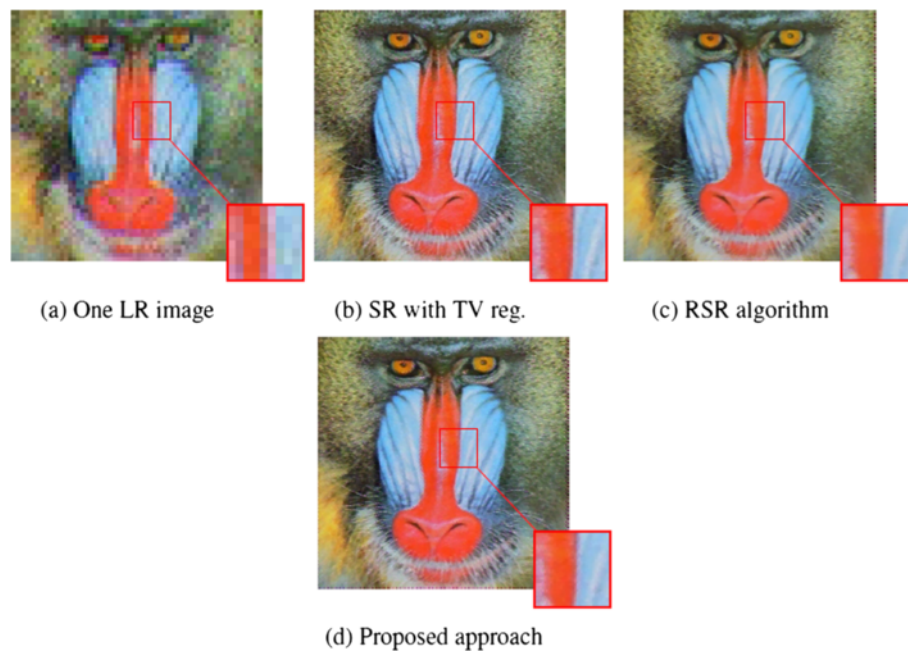 (a) One LR image
(b) SR with TV reg.
(c) RSR algorithm
(d) Proposed approach